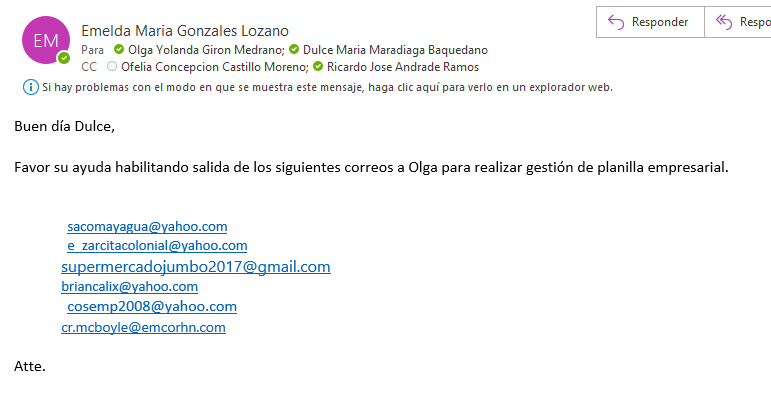 EM
Emelda Maria Gonzales Lozano
Para Olga Yolanda Giron Medrano; Dulce Maria Maradiaga Baquedano
CC Ofelia Concepcion Castillo Moreno; Ricardo Jose Andrade Ramos
Responder
Respo
Si hay problemas con el modo en que se muestra este mensaje, haga clic aquí para verlo en un explorador web.
Buen día Dulce,
Favor su ayuda habilitando salida de los siguientes correos a Olga para realizar gestión de planilla empresarial.
sacomayagua@yahoo.com
e_zarcitacolonial@yahoo.com
supermercadojumbo2017@gmail.com
briancalix@yahoo.com
cosemp2008@yahoo.com
cr.mcboyle@emcorhn.com
Atte.